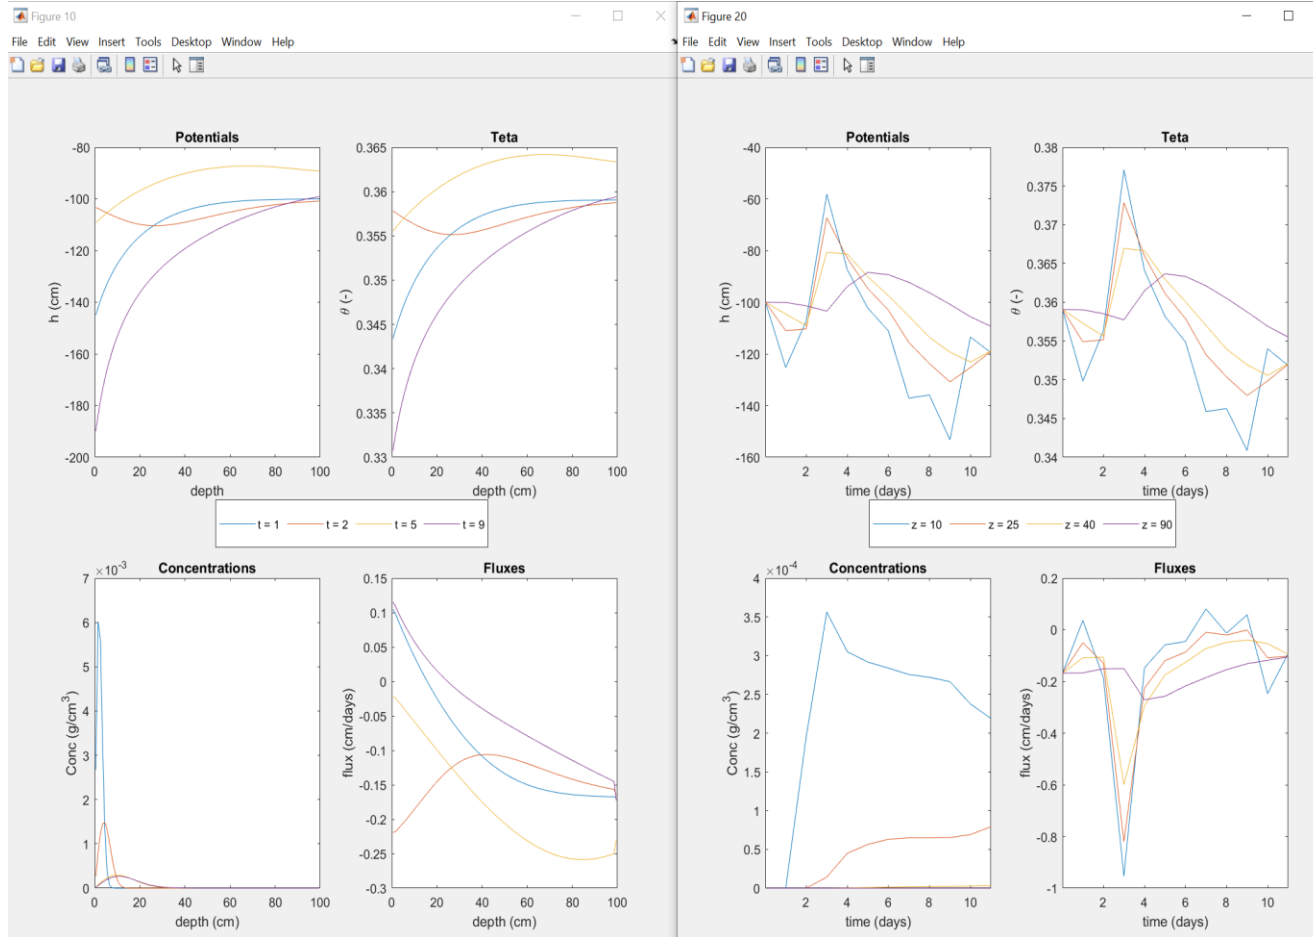 Figure 10
File Edit View Insert Tools Desktop Window Help
Potentials
-80
-100
-120
-140
-160
-180
-200
h (cm)
0 20 40 60 80 100
depth
Teta
0.365
0.36
0.355
0.35
0.345
0.34
0.335
0.33
θ (-)
0 20 40 60 80 100
depth (cm)
t = 1 t = 2 t = 5 t = 9
Concentrations
×10-3
7
6
5
4
3
2
1
0
Conc (g/cm3)
0 20 40 60 80 100
depth (cm)
Fluxes
0.15
0.1
0.05
0
-0.05
-0.1
-0.15
-0.2
-0.25
-0.3
flux (cm/days)
0 20 40 60 80 100
depth (cm)
Figure 20
File Edit View Insert Tools Desktop Window Help
Potentials
-40
-60
-80
-100
-120
-140
-160
h (cm)
2 4 6 8 10
time (days)
Teta
0.38
0.375
0.37
0.365
0.36
0.355
0.35
0.345
0.34
θ (-)
2 4 6 8 10
time (days)
z = 10 z = 25 z = 40 z = 90
Concentrations
×10-4
4
3.5
3
2.5
2
1.5
1
0.5
0
Conc (g/cm3)
2 4 6 8 10
time (days)
Fluxes
0.2
0
-0.2
-0.4
-0.6
-0.8
-1
flux (cm/days)
2 4 6 8 10
time (days)